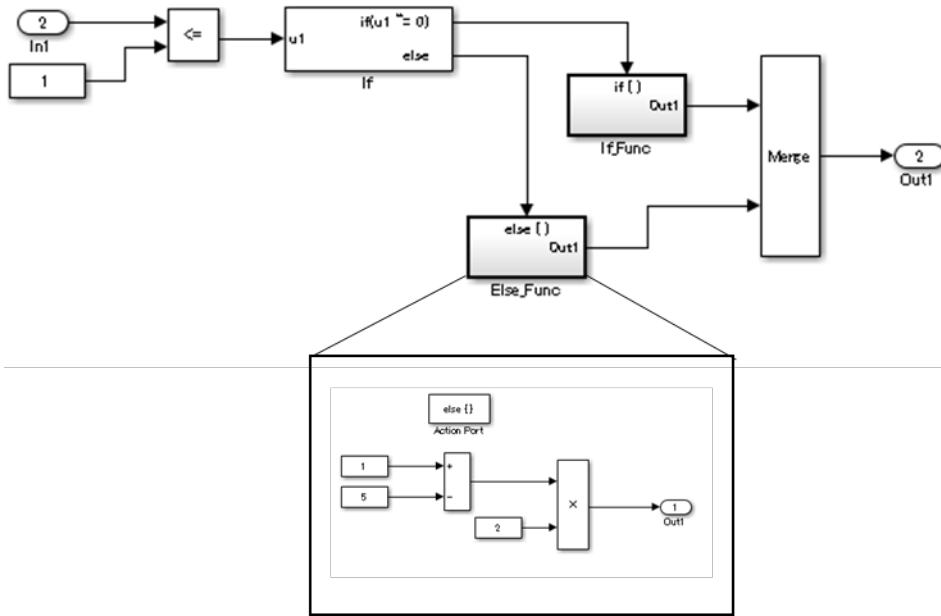 2
In1
1
<=
u1
if(u1 ~= 0)
else
If
if { }
Out1
If_Func
else { }
Out1
Else_Func
Merge
2
Out1
else {}
Action Port
1
5
+
−
2
×
1
Out1